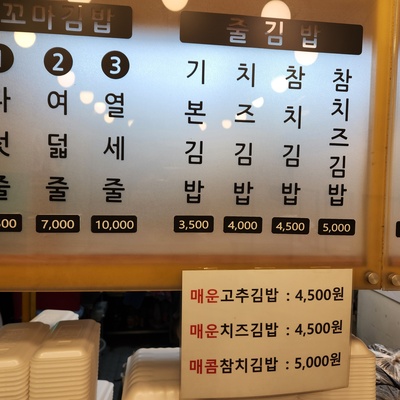 꼬마김밥
줄김밥
❷ ❸
여덟줄
열세줄
7,000
10,000
기본김밥
치즈김밥
참치김밥
참치즈김밥
3,500
4,000
4,500
5,000
매운고추김밥 : 4,500원
매운치즈김밥 : 4,500원
매콤참치김밥 : 5,000원